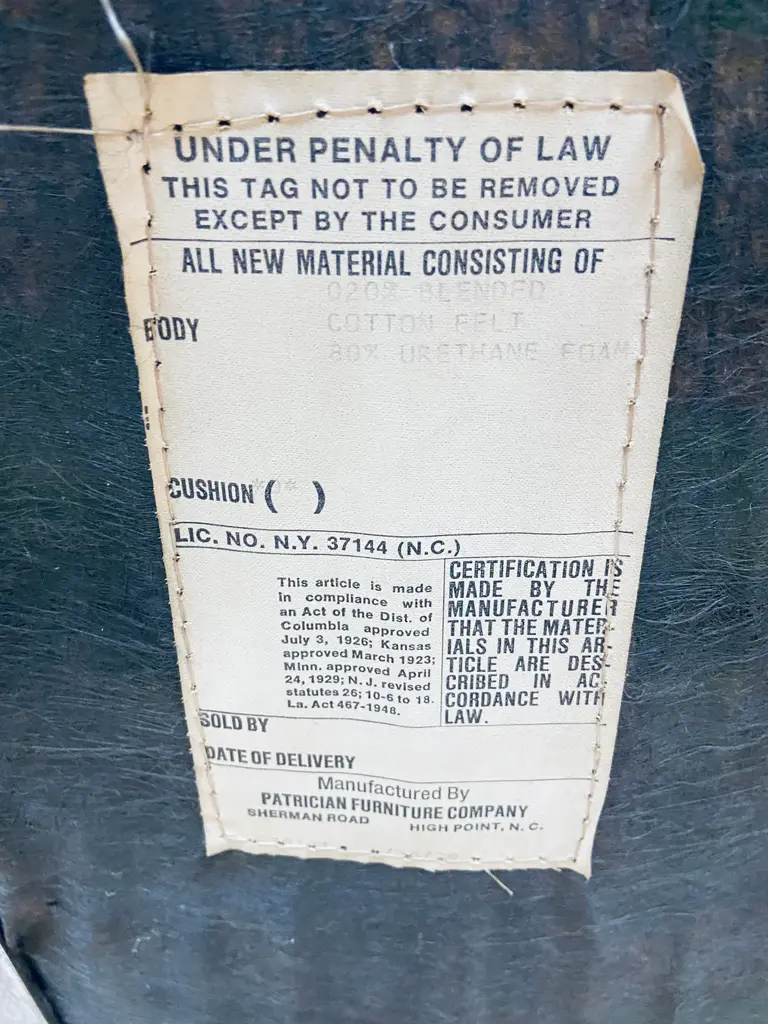 UNDER PENALTY OF LAW
THIS TAG NOT TO BE REMOVED
EXCEPT BY THE CONSUMER
ALL NEW MATERIAL CONSISTING OF
020% BLENDED
BODY
COTTON FELT
80% URETHANE FOAM
CUSHION ( )
LIC. NO. N.Y. 37144 (N.C.)
This article is made
in compliance with
an Act of the Dist. of
Columbia approved
July 3, 1926; Kansas
approved March 1923;
Minn. approved April
24, 1929; N. J. revised
statutes 26; 10-6 to 18.
La. Act 467-1948.
CERTIFICATION IS
MADE BY THE
MANUFACTURER
THAT THE MATER-
IALS IN THIS AR-
TICLE ARE DES-
CRIBED IN AC-
CORDANCE WITH
LAW.
SOLD BY
DATE OF DELIVERY
Manufactured By
PATRICIAN FURNITURE COMPANY
SHERMAN ROAD HIGH POINT, N. C.